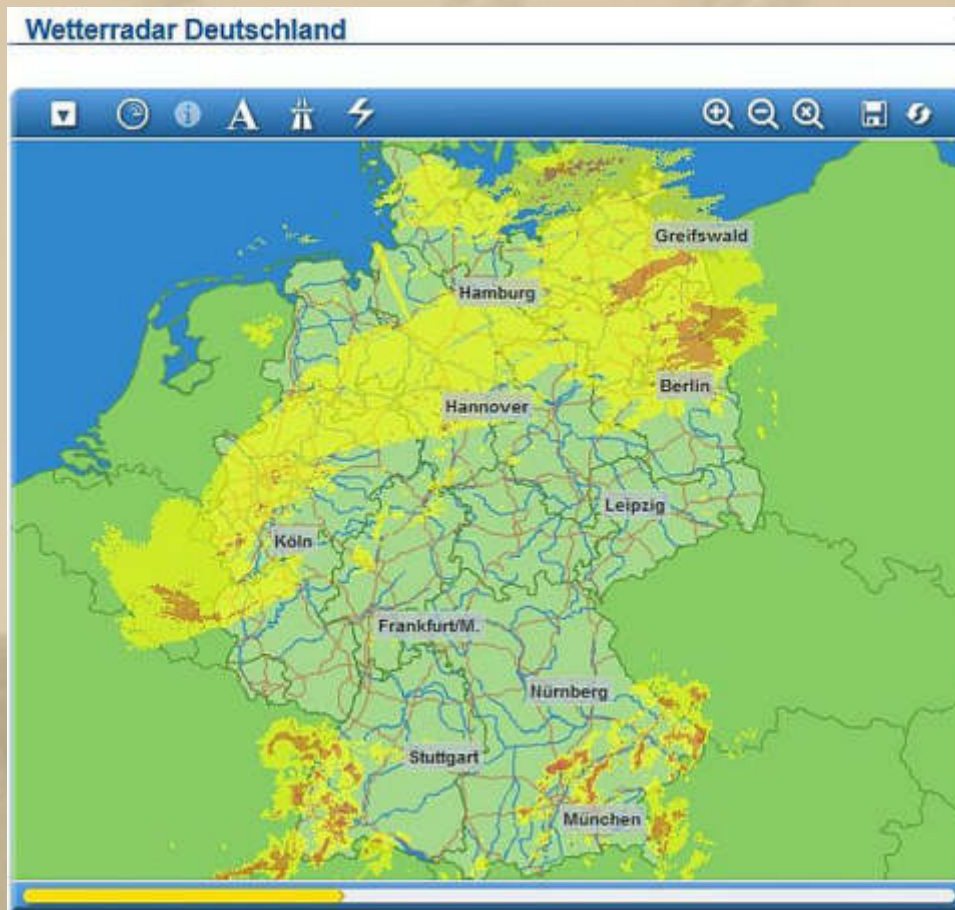 Wetterradar Deutschland
A
Greifswald
Hamburg
Berlin
Hannover
Leipzig
Köln
Frankfurt/M.
Nürnberg
Stuttgart
München